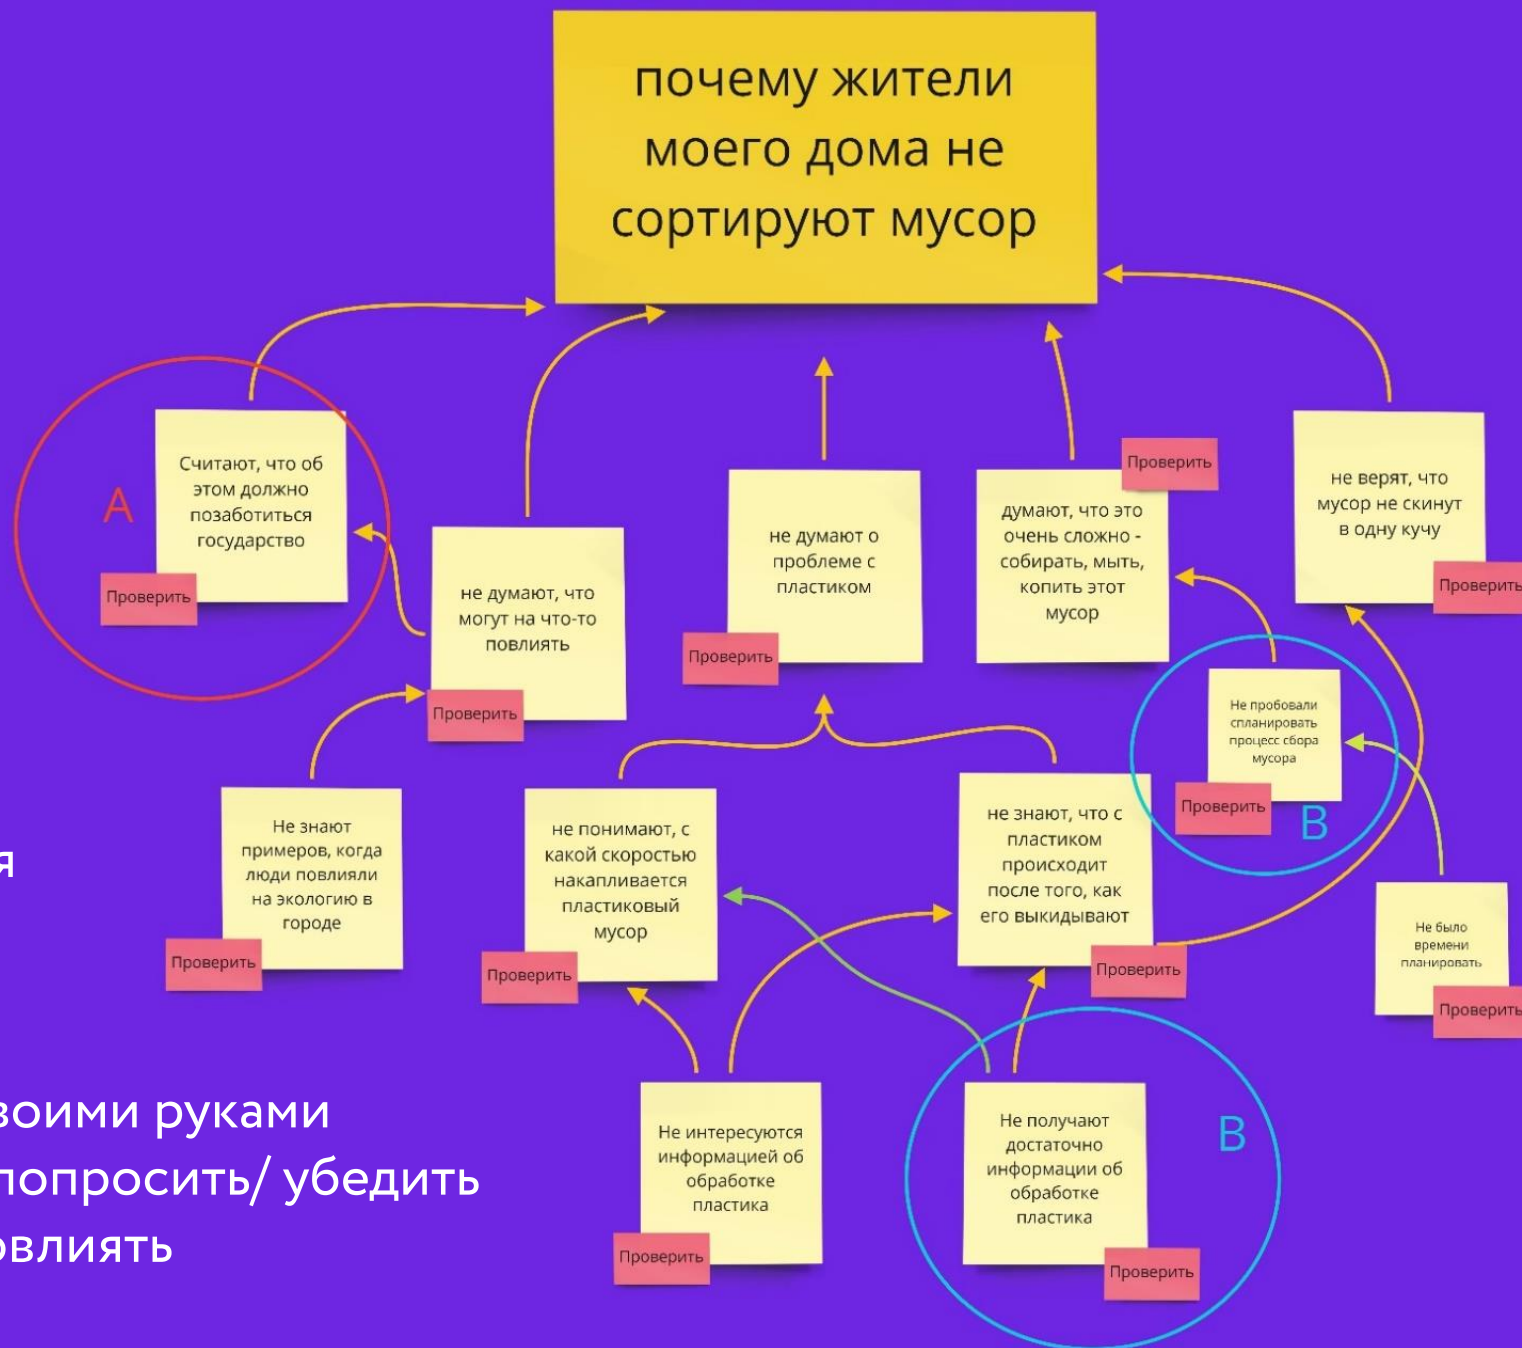 почему жители
моего дома не
сортируют мусор
Считают, что об
этом должно
позаботиться
государство
A
Проверить
не думают, что
могут на что-то
повлиять
Проверить
не думают о
проблеме с
пластиком
Проверить
Проверить
думают, что это
очень сложно -
собирать, мыть,
копить этот
мусор
не верят, что
мусор не скинут
в одну кучу
Проверить
Не пробовали
спланировать
процесс сбора
мусора
Проверить
B
Не знают
примеров, когда
люди повлияли
на экологию в
городе
Проверить
не понимают, с
какой скоростью
накапливается
пластиковый
мусор
Проверить
не знают, что с
пластиком
происходит
после того, как
его выкидывают
Проверить
Не было
времени
планировать
Проверить
Не интересуются
информацией об
обработке
пластика
Проверить
Не получают
достаточно
информации об
обработке
пластика
B
Проверить
я
воими руками
попросить/ убедить
овлиять